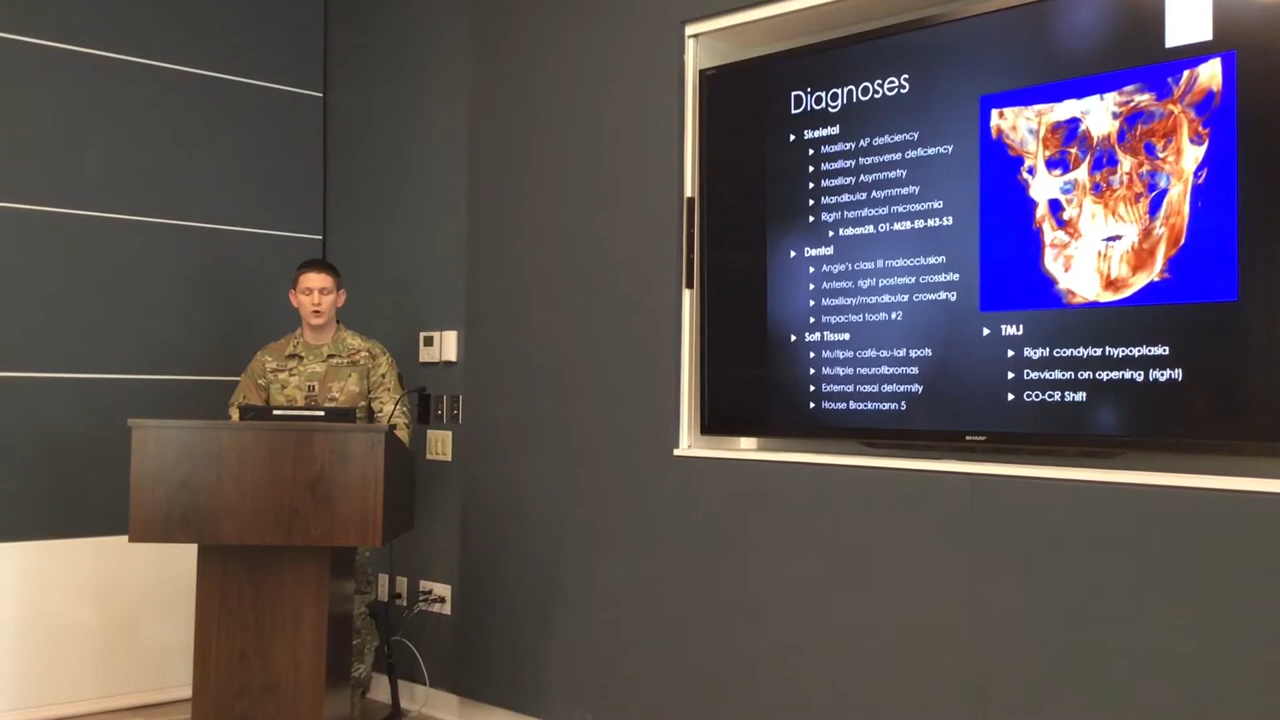 Diagnoses
Skeletal
Maxillary AP deficiency
Maxillary transverse deficiency
Maxillary Asymmetry
Mandibular Asymmetry
Right hemifacial microsomia
Kaban2B, O1-M2B-E0-N3-S3
Dental
Angle's class III malocclusion
Anterior, right posterior crossbite
Maxillary/mandibular crowding
Impacted tooth #2
Soft Tissue
Multiple café-au-lait spots
Multiple neurofibromas
External nasal deformity
House Brackmann 5
TMJ
Right condylar hypoplasia
Deviation on opening (right)
CO-CR Shift
SHARP